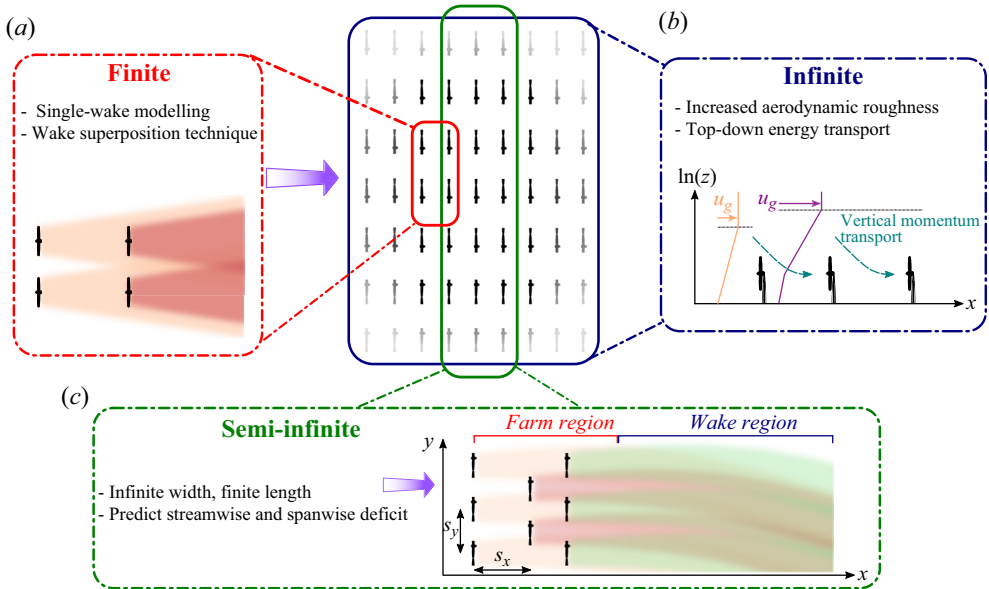 (a)
Finite
- Single-wake modelling
- Wake superposition technique
(b)
Infinite
- Increased aerodynamic roughness
- Top-down energy transport
ln(z)
u_g
u_g
Vertical momentum
transport
x
(c)
Semi-infinite
- Infinite width, finite length
- Predict streamwise and spanwise deficit
y
Farm region
Wake region
s_y
s_x
x